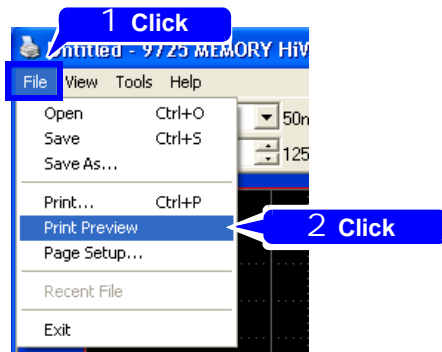 1 Click
Untitled - 9725 MEMORY HiV
File View Tools Help
Open Ctrl+O
50n
Save Ctrl+S
125
Save As...
Print... Ctrl+P
Print Preview
2 Click
Page Setup...
Recent File
Exit